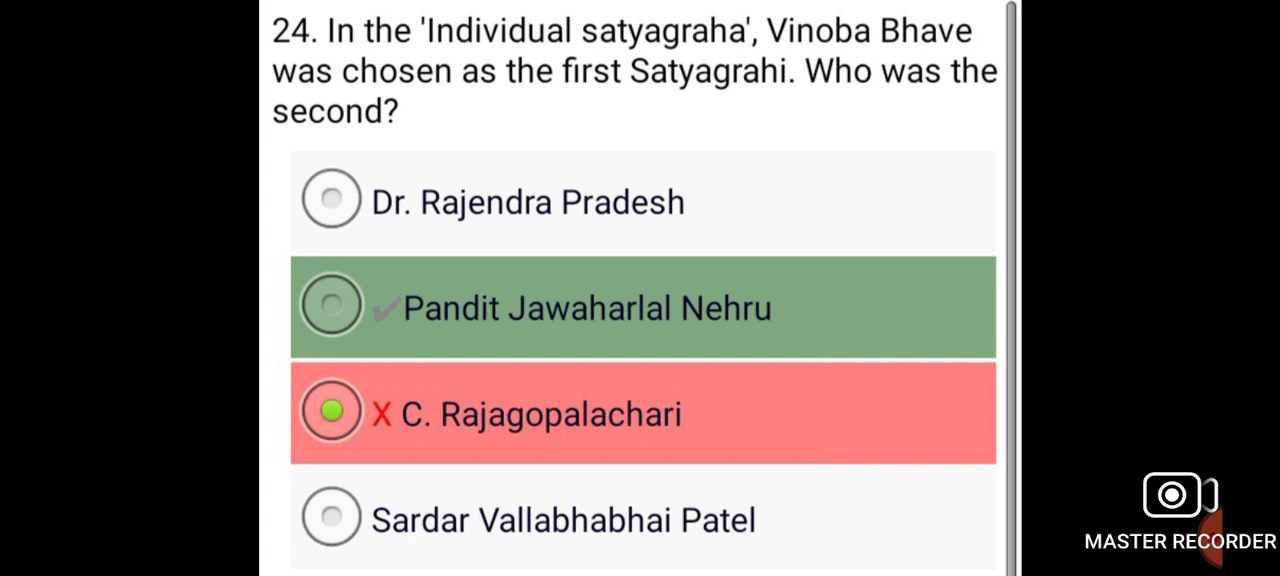 24. In the 'Individual satyagraha', Vinoba Bhave
was chosen as the first Satyagrahi. Who was the
second?
Dr. Rajendra Pradesh
✔Pandit Jawaharlal Nehru
X C. Rajagopalachari
Sardar Vallabhabhai Patel
MASTER RECORDER